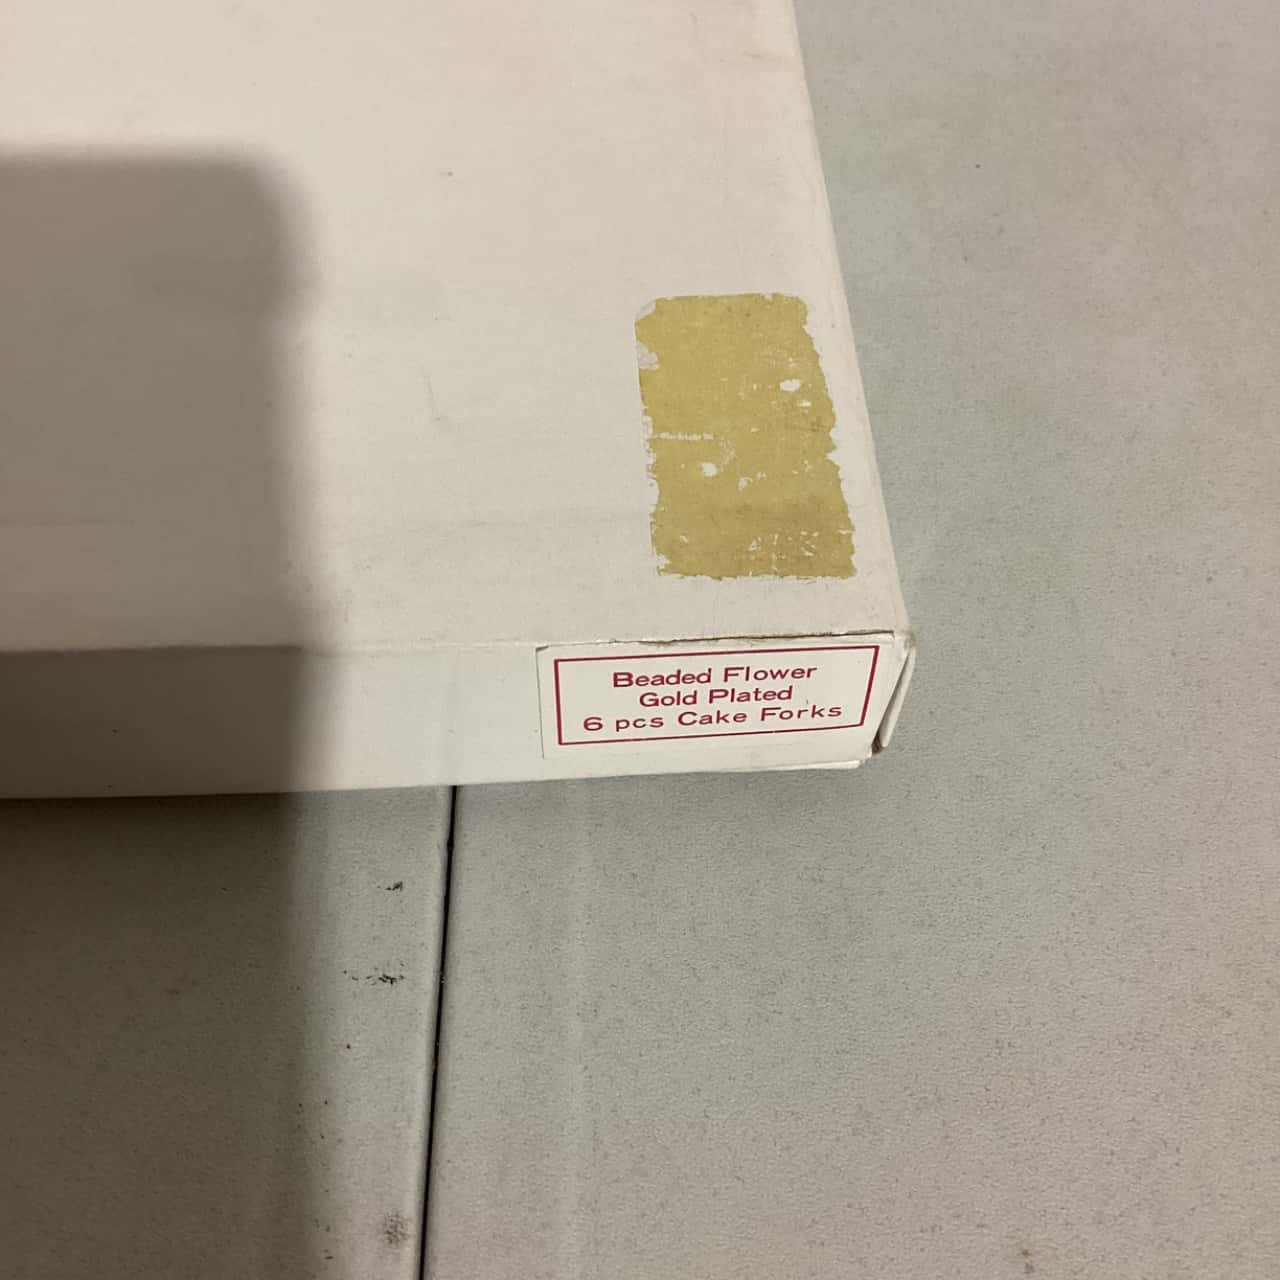 Beaded Flower
Gold Plated
6 pcs Cake Forks